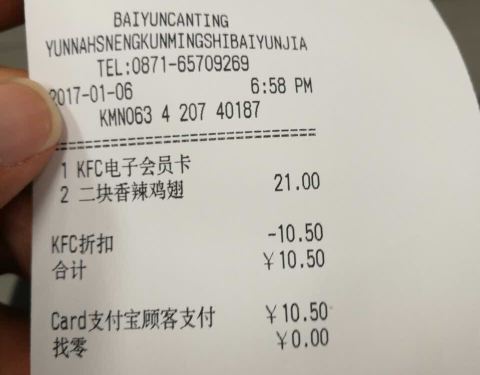 BAIYUNCANTING
YUNNAHSNENGKUNMINGSHIBAIYUNJIA
TEL:0871-65709269
2017-01-06 6:58 PM
KMN063 4 207 40187
1 KFC电子会员卡
2 二块香辣鸡翅 21.00
KFC折扣 -10.50
合计 ¥10.50
Card支付宝顾客支付 ¥10.50
找零 ¥0.00